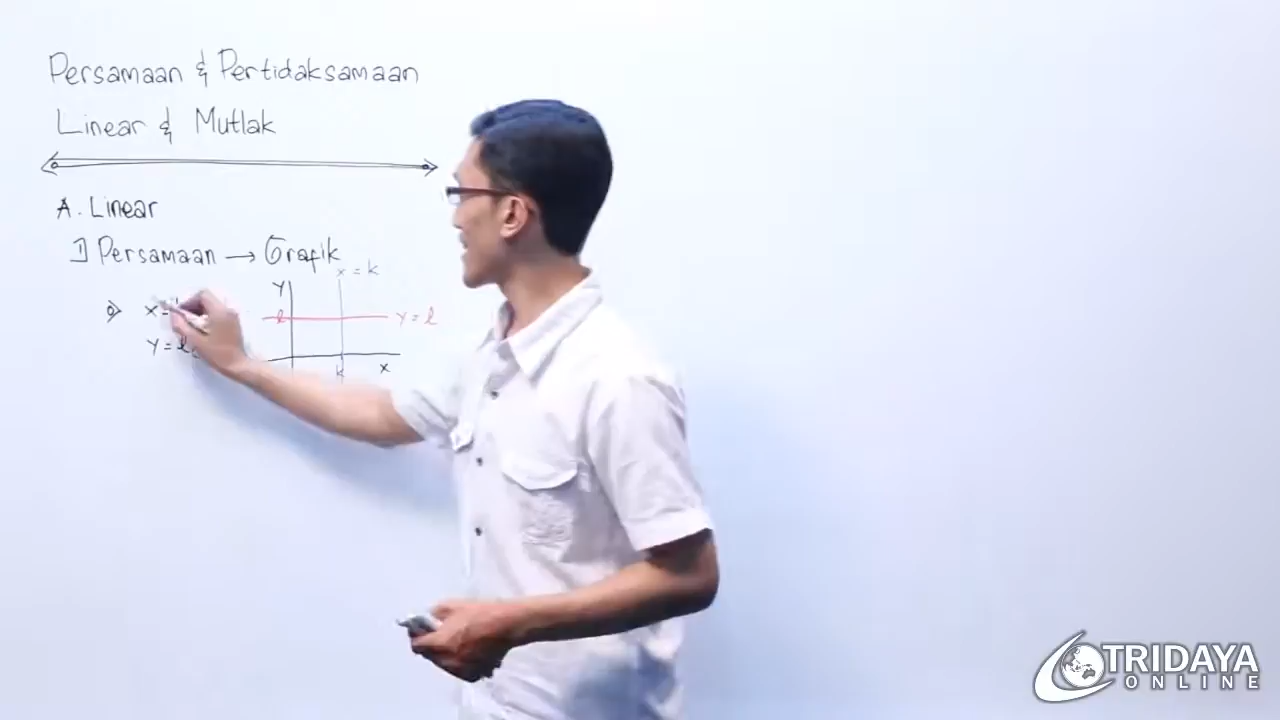 Persamaan & Pertidaksamaan
Linear & Mutlak
A. Linear
1) Persamaan → Grafik
x = k
Y
x =
l
y = l
y = l
k
x
TRIDAYA
ONLINE